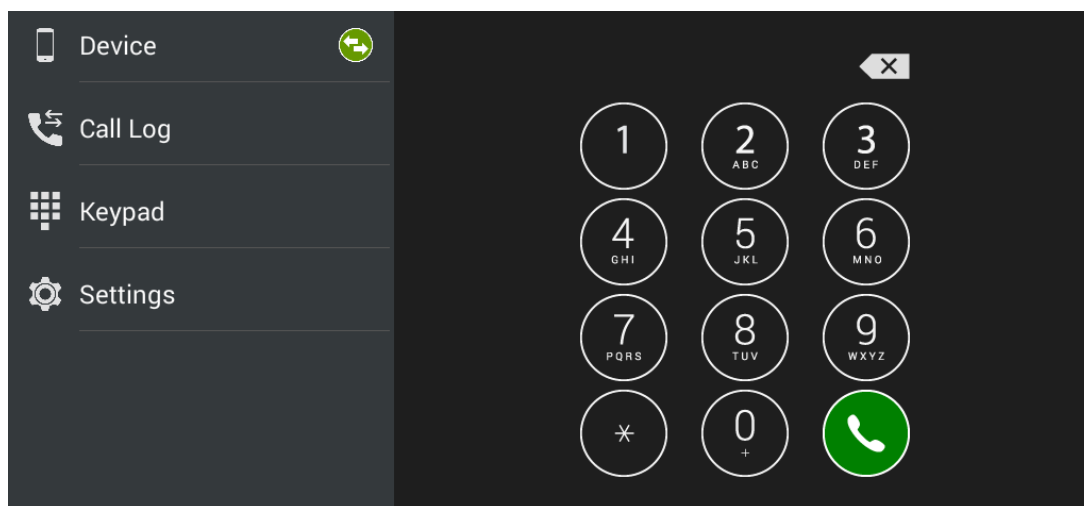 Device
Call Log
Keypad
Settings
1 2 3
ABC DEF
4 5 6
GHI JKL MNO
7 8 9
PQRS TUV WXYZ
* 0
+